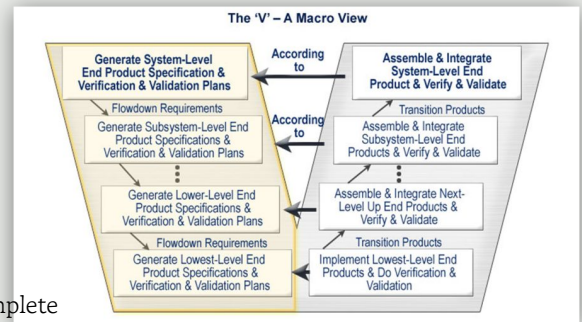 The 'V' – A Macro View
Generate System-Level
End Product Specification &
Verification & Validation Plans
According
to
Assemble & Integrate
System-Level End
Product & Verify & Validate
Flowdown Requirements
Transition Products
Generate Subsystem-Level End
Product Specifications &
Verification & Validation Plans
According
to
Assemble & Integrate
Subsystem-Level End
Products & Verify & Validate
Generate Lower-Level End
Product Specifications &
Verification & Validation Plans
Assemble & Integrate Next-
Level Up End Products &
Verify & Validate
Flowdown Requirements
Transition Products
Generate Lowest-Level End
Product Specifications &
Verification & Validation Plans
Implement Lowest-Level End
Products & Do Verification &
Validation